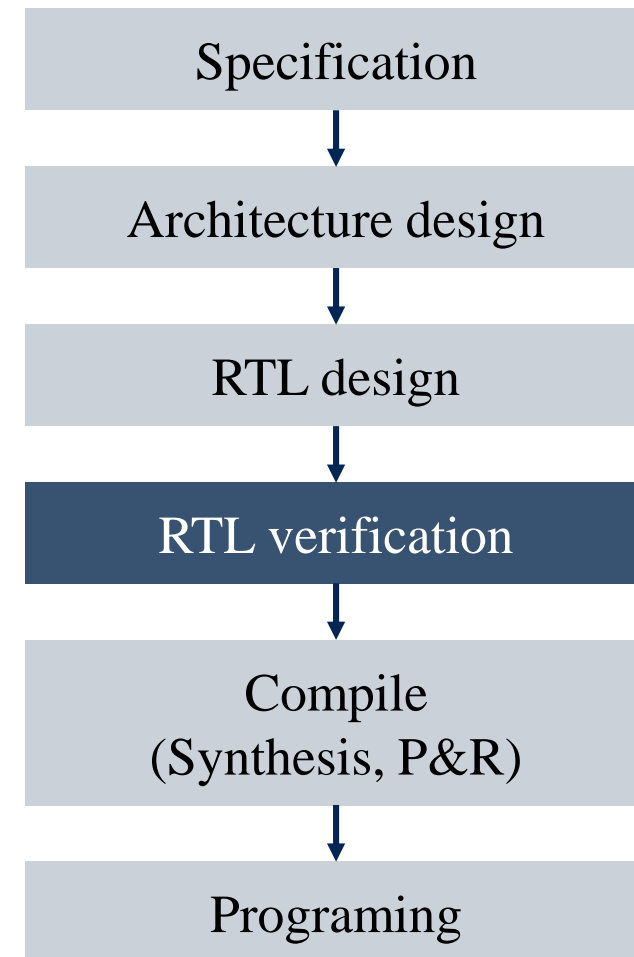 Specification
Architecture design
RTL design
RTL verification
Compile
(Synthesis, P&R)
Programing